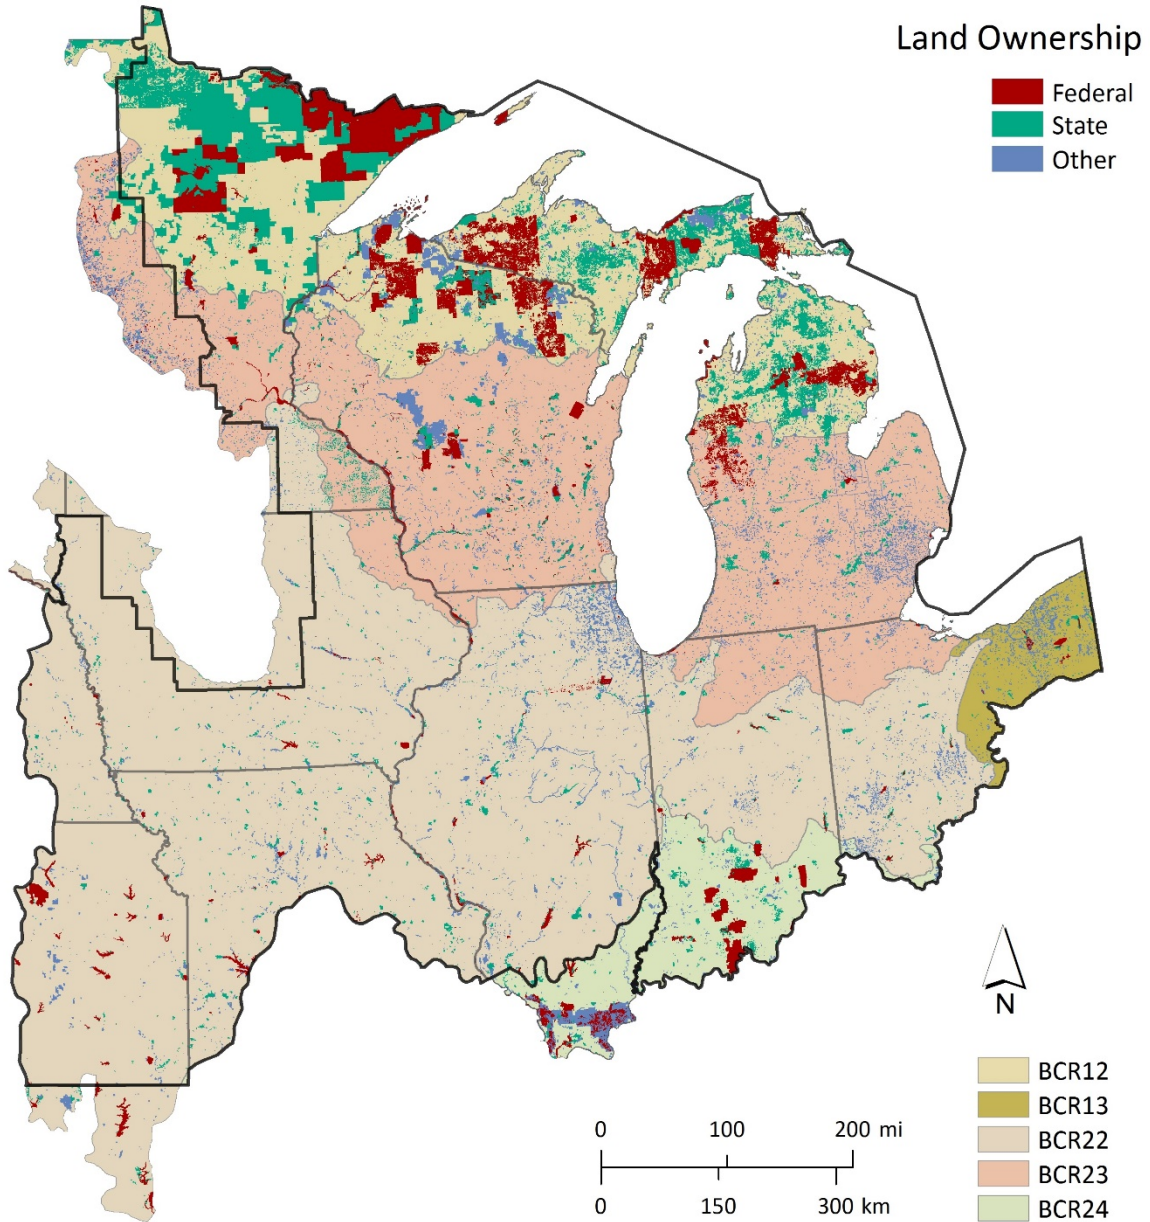 Land Ownership
Federal
State
Other
N
BCR12
BCR13
BCR22
BCR23
BCR24
0 100 200 mi
0 150 300 km